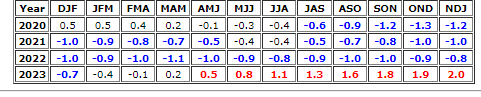 Year DJF JFM FMA MAM AMJ MJJ JJA JAS ASO SON OND NDJ
2020 0.5 0.5 0.4 0.2 -0.1 -0.3 -0.4 -0.6 -0.9 -1.2 -1.3 -1.2
2021 -1.0 -0.9 -0.8 -0.7 -0.5 -0.4 -0.4 -0.5 -0.7 -0.8 -1.0 -1.0
2022 -1.0 -0.9 -1.0 -1.1 -1.0 -0.9 -0.8 -0.9 -1.0 -1.0 -0.9 -0.8
2023 -0.7 -0.4 -0.1 0.2 0.5 0.8 1.1 1.3 1.6 1.8 1.9 2.0